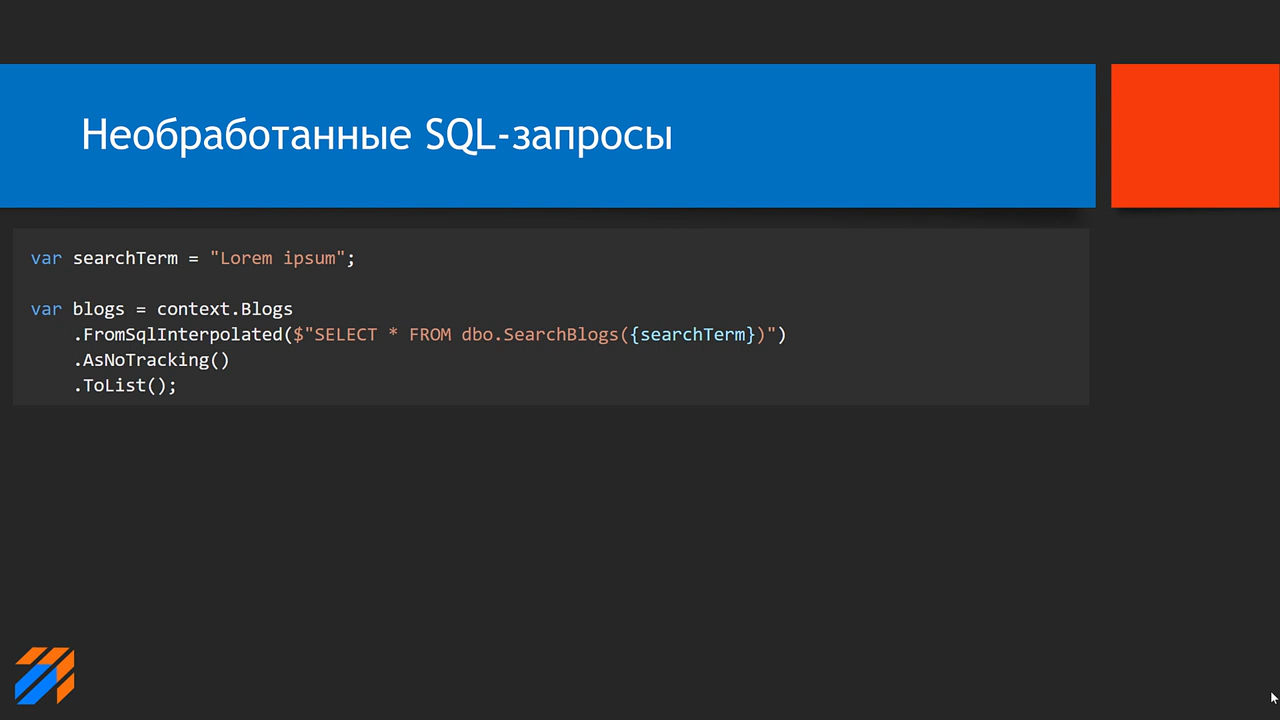 Необработанные SQL-запросы
var searchTerm = "Lorem ipsum";
var blogs = context.Blogs
.FromSqlInterpolated($"SELECT * FROM dbo.SearchBlogs({searchTerm})")
.AsNoTracking()
.ToList();